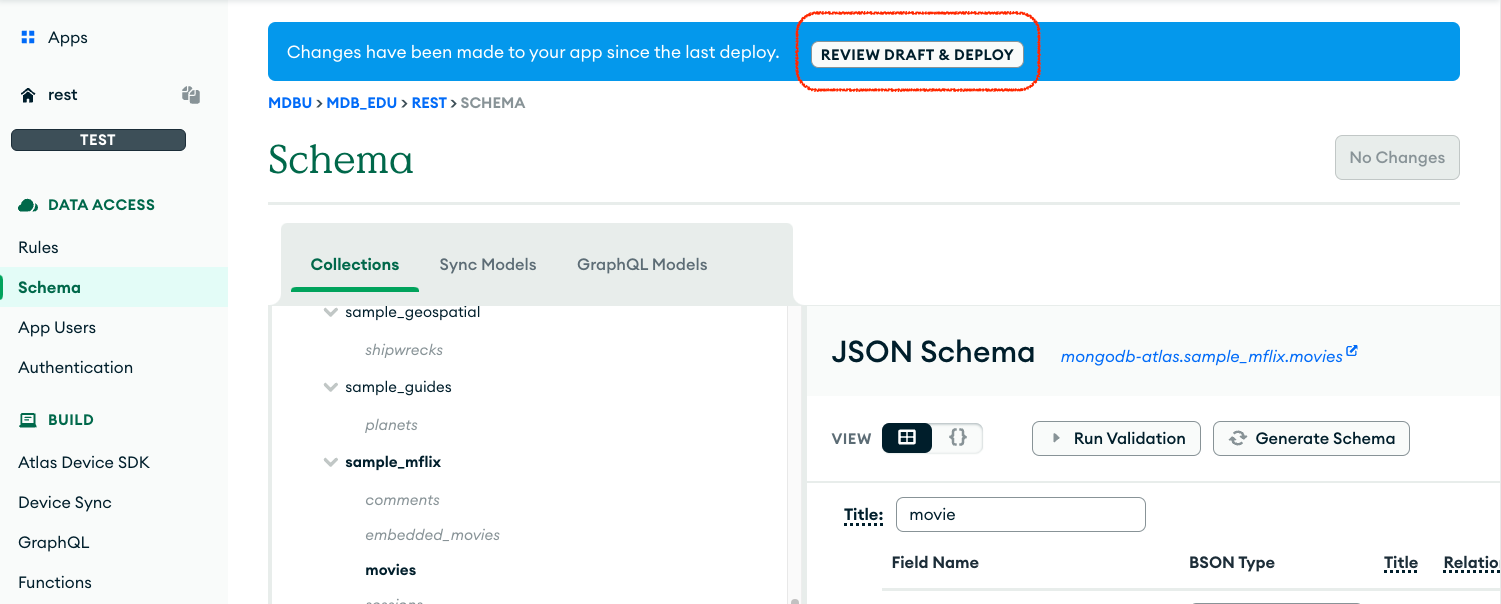 Apps
rest
TEST
DATA ACCESS
Rules
Schema
App Users
Authentication
BUILD
Atlas Device SDK
Device Sync
GraphQL
Functions
Changes have been made to your app since the last deploy. REVIEW DRAFT & DEPLOY
MDBU > MDB_EDU > REST > SCHEMA
Schema
No Changes
Collections Sync Models GraphQL Models
sample_geospatial
shipwrecks
sample_guides
planets
sample_mflix
comments
embedded_movies
movies
JSON Schema mongodb-atlas.sample_mflix.movies
VIEW {} Run Validation Generate Schema
Title: movie
Field Name BSON Type Title Relatio